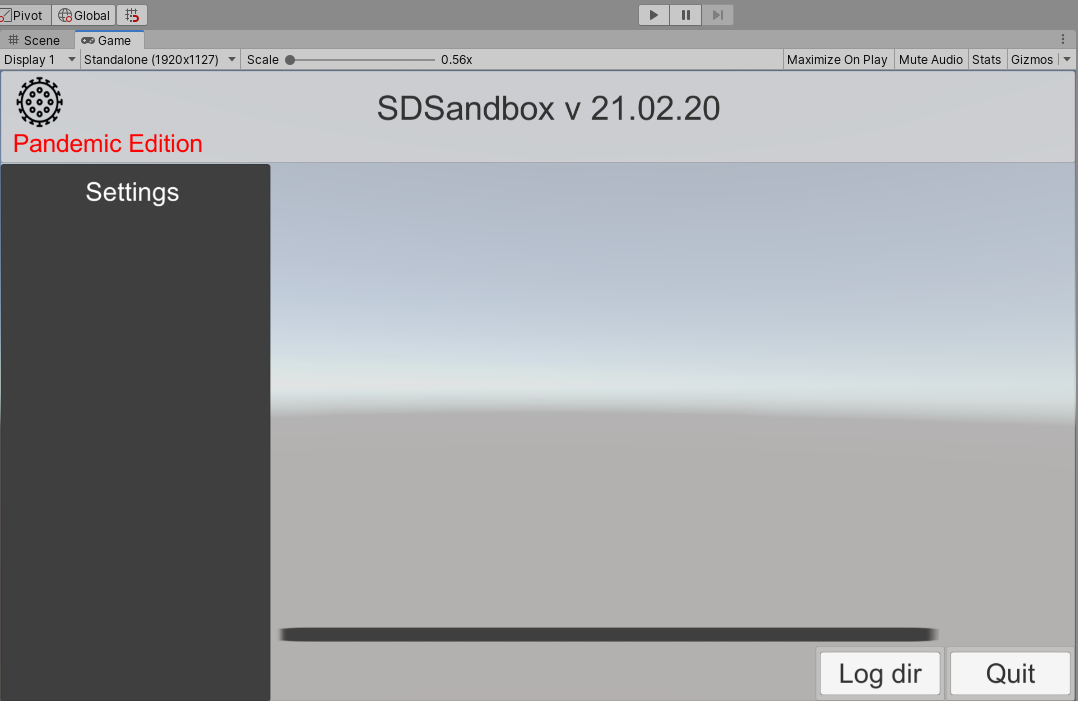 Pivot Global
Scene Game
Display 1 Standalone (1920x1127) Scale 0.56x Maximize On Play Mute Audio Stats Gizmos
SDSandbox v 21.02.20
Pandemic Edition
Settings
Log dir Quit